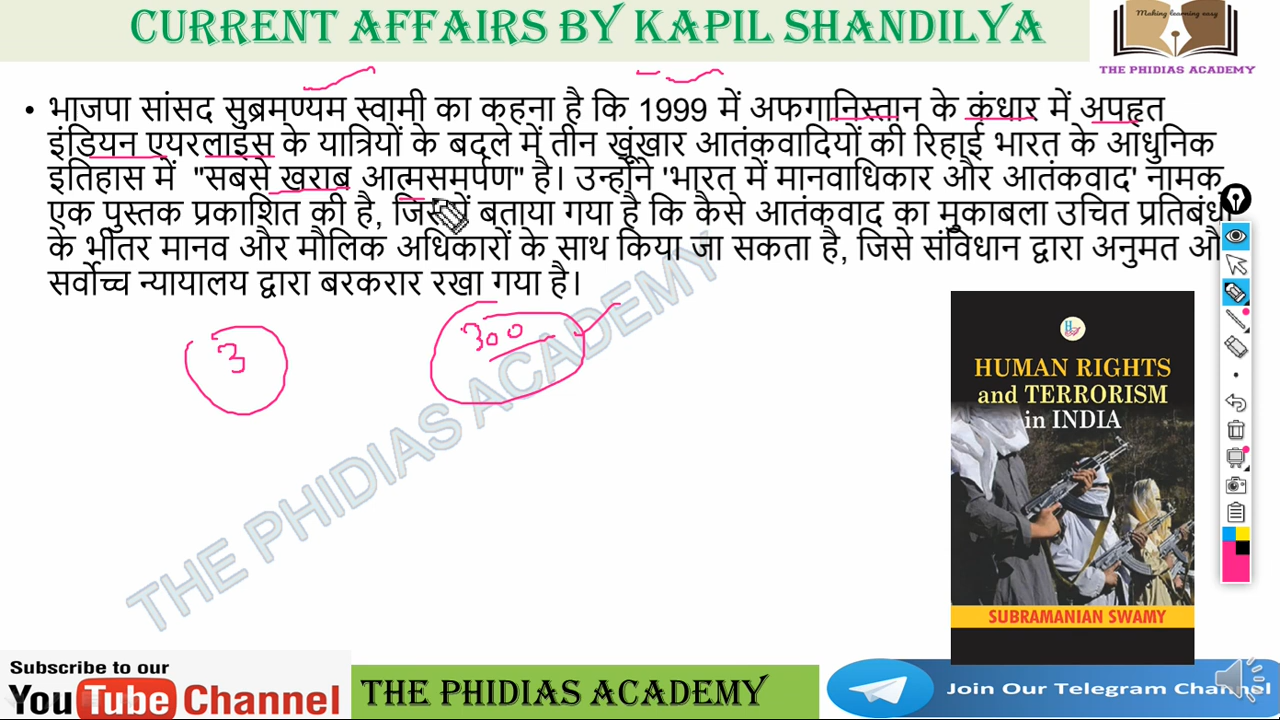 CURRENT AFFAIRS BY KAPIL SHANDILYA
Making learning easy
THE PHIDIAS ACADEMY
• भाजपा सांसद सुब्रमण्यम स्वामी का कहना है कि 1999 में अफगानिस्तान के कंधार में अपहृत
इंडियन एयरलाइंस के यात्रियों के बदले में तीन खूंखार आतंकवादियों की रिहाई भारत के आधुनिक
इतिहास में "सबसे खराब आत्मसमर्पण" है। उन्होंने 'भारत में मानवाधिकार और आतंकवाद' नामक
एक पुस्तक प्रकाशित की है, जिसमें बताया गया है कि कैसे आतंकवाद का मुकाबला उचित प्रतिबंधों
के भीतर मानव और मौलिक अधिकारों के साथ किया जा सकता है, जिसे संविधान द्वारा अनुमत औ
सर्वोच्च न्यायालय द्वारा बरकरार रखा गया है।
3
300
THE PHIDIAS ACADEMY
HUMAN RIGHTS
and TERRORISM
in INDIA
SUBRAMANIAN SWAMY
Subscribe to our
YouTube Channel
THE PHIDIAS ACADEMY
Join Our Telegram Channel